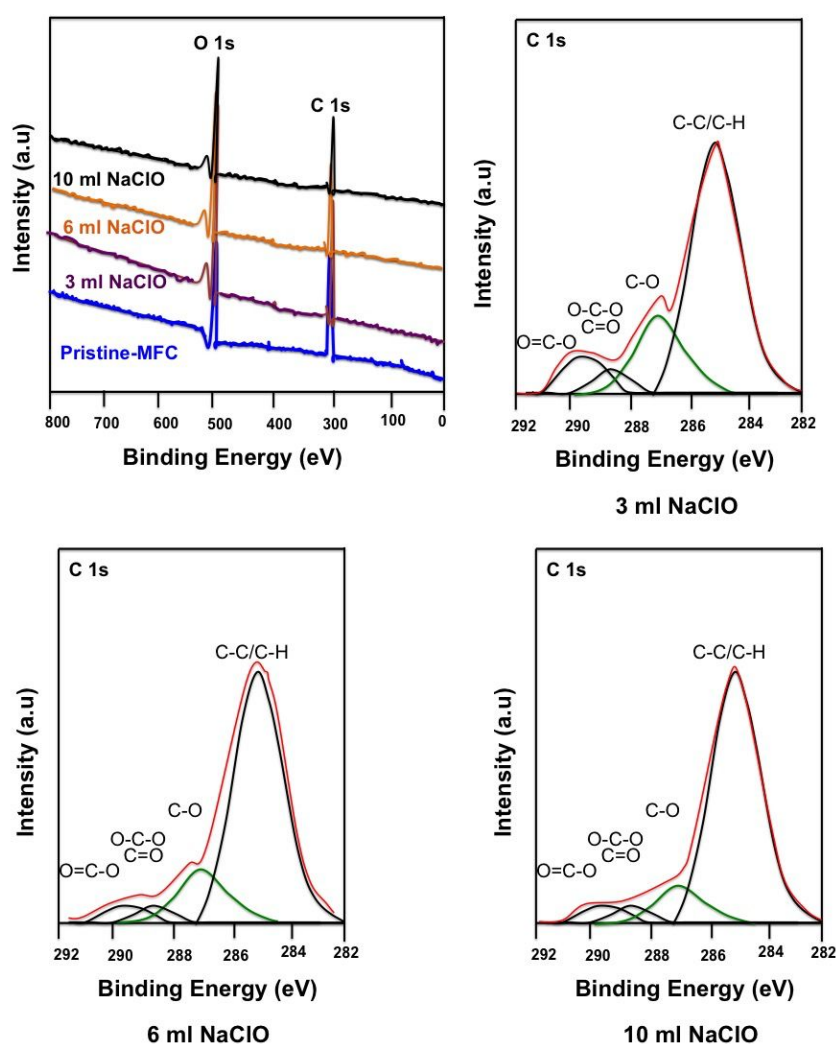 O 1s
C 1s
10 ml NaClO
6 ml NaClO
3 ml NaClO
Pristine-MFC
Intensity (a.u)
800 700 600 500 400 300 200 100 0
Binding Energy (eV)
C 1s
C-C/C-H
C-O
O-C-O
C=O
O=C-O
Intensity (a.u)
292 290 288 286 284 282
Binding Energy (eV)
3 ml NaClO
C 1s
C-C/C-H
C-O
O-C-O
C=O
O=C-O
Intensity (a.u)
292 290 288 286 284 282
Binding Energy (eV)
6 ml NaClO
C 1s
C-C/C-H
C-O
O-C-O
C=O
O=C-O
Intensity (a.u)
292 290 288 286 284 282
Binding Energy (eV)
10 ml NaClO